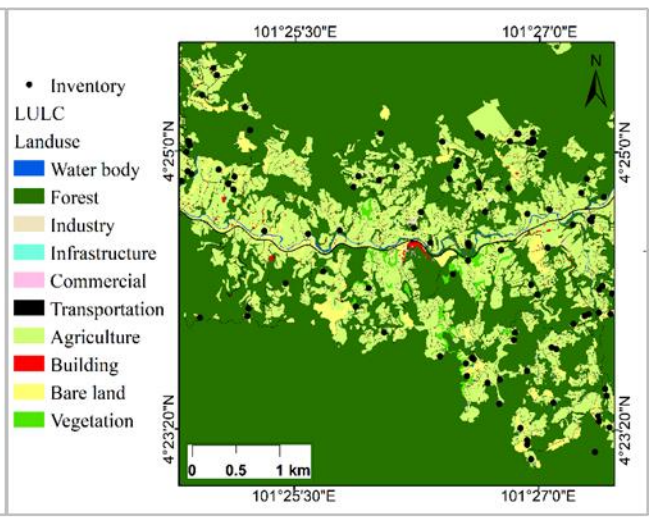 101°25'30"E 101°27'0"E
N
Inventory
LULC
Landuse
Water body
Forest
Industry
Infrastructure
Commercial
Transportation
Agriculture
Building
Bare land
Vegetation
4°25'0"N
4°25'0"N
4°23'20"N
4°23'20"N
0 0.5 1 km
101°25'30"E 101°27'0"E